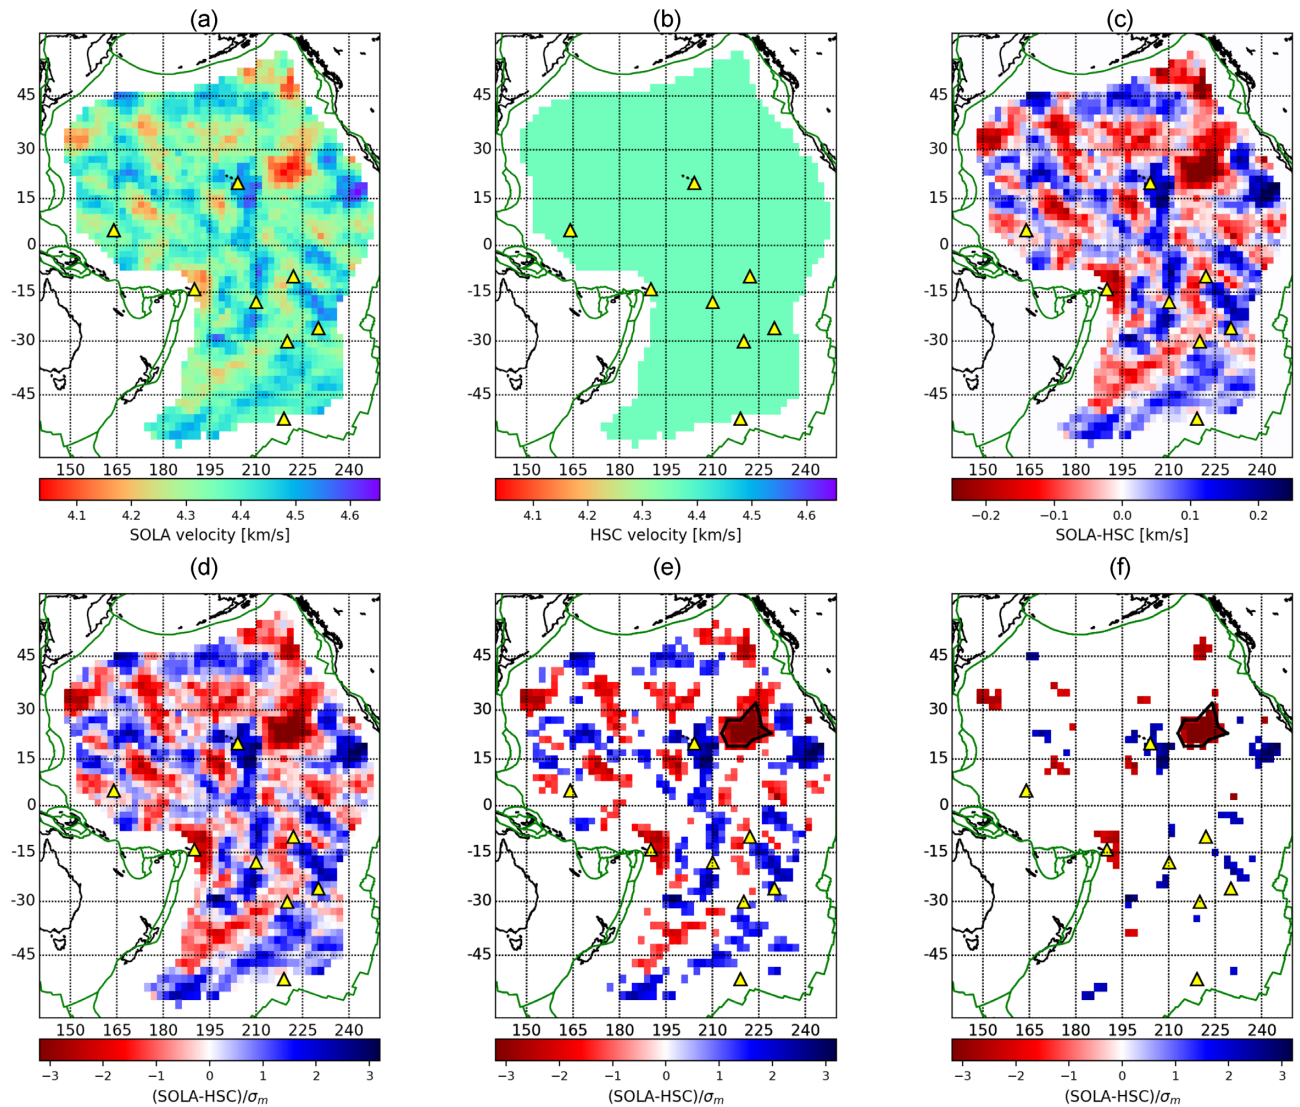 (a) (b) (c)
45 45 45
30 30 30
15 15 15
0 0 0
-15 -15 -15
-30 -30 -30
-45 -45 -45
150 165 195 210 225 240 150 165 195 210 225 240 150 165 195 210 225 240
4.1 4.2 4.3 4.4 4.5 4.6 4.1 4.2 4.3 4.4 4.5 4.6 −0.2 −0.1 0.0 0.1 0.2
SOLA velocity [km/s] HSC velocity [km/s] SOLA-HSC [km/s]
(d) (e) (f)
45 45 45
30 30 30
15 15 15
0 0 0
-15 -15 -15
-30 -30 -30
-45 -45 -45
150 165 195 210 225 240 150 165 195 210 225 240 150 165 195 210 225 240
−3 −2 −1 0 1 2 3 −3 −2 −1 0 1 2 3 −3 −2 −1 0 1 2 3
(SOLA-HSC)/σm (SOLA-HSC)/σm (SOLA-HSC)/σm